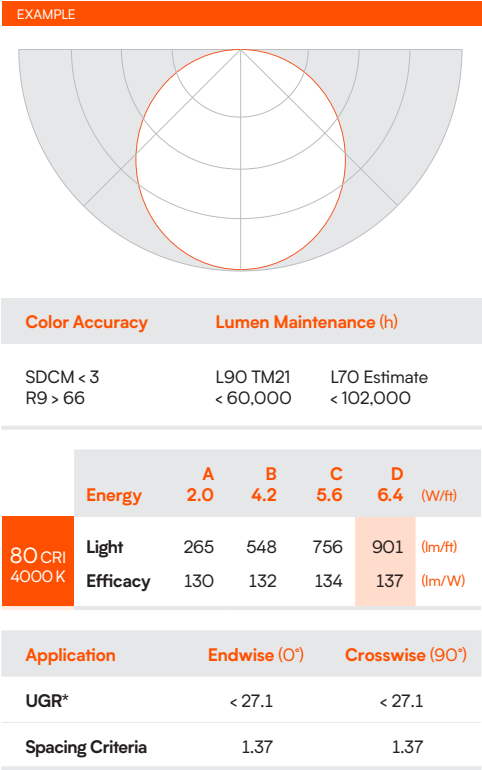 EXAMPLE
Color Accuracy Lumen Maintenance (h)
SDCM < 3 L90 TM21 L70 Estimate
R9 > 66 < 60,000 < 102,000
A B C D
Energy 2.0 4.2 5.6 6.4 (W/ft)
80 CRI Light 265 548 756 901 (lm/ft)
4000 K Efficacy 130 132 134 137 (lm/W)
Application Endwise (0°) Crosswise (90°)
UGR* < 27.1 < 27.1
Spacing Criteria 1.37 1.37